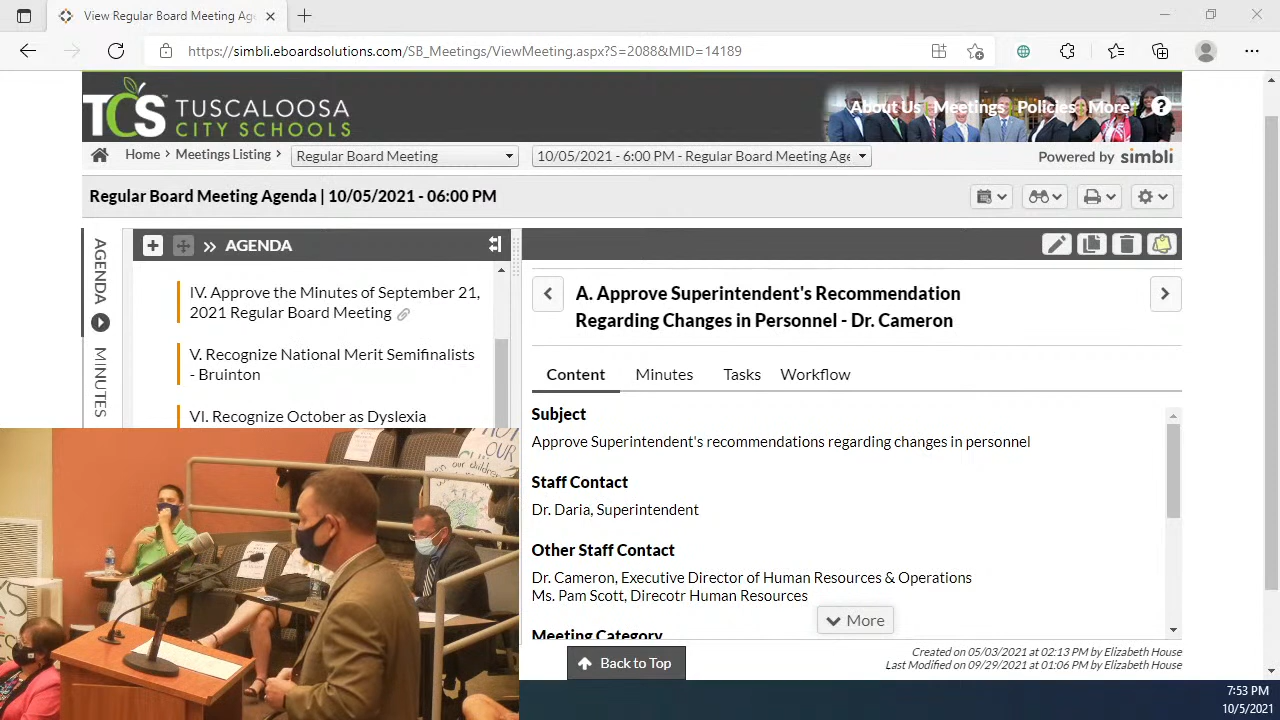 View Regular Board Meeting Age
https://simbli.eboardsolutions.com/SB_Meetings/ViewMeeting.aspx?S=2088&MID=14189
TCS TUSCALOOSA
CITY SCHOOLS
About Us Meetings Policies More
Home Meetings Listing Regular Board Meeting 10/05/2021 - 6:00 PM - Regular Board Meeting Age Powered by simbli
Regular Board Meeting Agenda | 10/05/2021 - 06:00 PM
AGENDA
MINUTES
AGENDA
IV. Approve the Minutes of September 21,
2021 Regular Board Meeting
V. Recognize National Merit Semifinalists
- Bruinton
VI. Recognize October as Dyslexia
A. Approve Superintendent's Recommendation
Regarding Changes in Personnel - Dr. Cameron
Content Minutes Tasks Workflow
Subject
Approve Superintendent's recommendations regarding changes in personnel
Staff Contact
Dr. Daria, Superintendent
Other Staff Contact
Dr. Cameron, Executive Director of Human Resources & Operations
Ms. Pam Scott, Direcotr Human Resources
More
Meeting Category
Back to Top
Created on 05/03/2021 at 02:13 PM by Elizabeth House
Last Modified on 09/29/2021 at 01:06 PM by Elizabeth House
OUR
our children
7:53 PM
10/5/2021